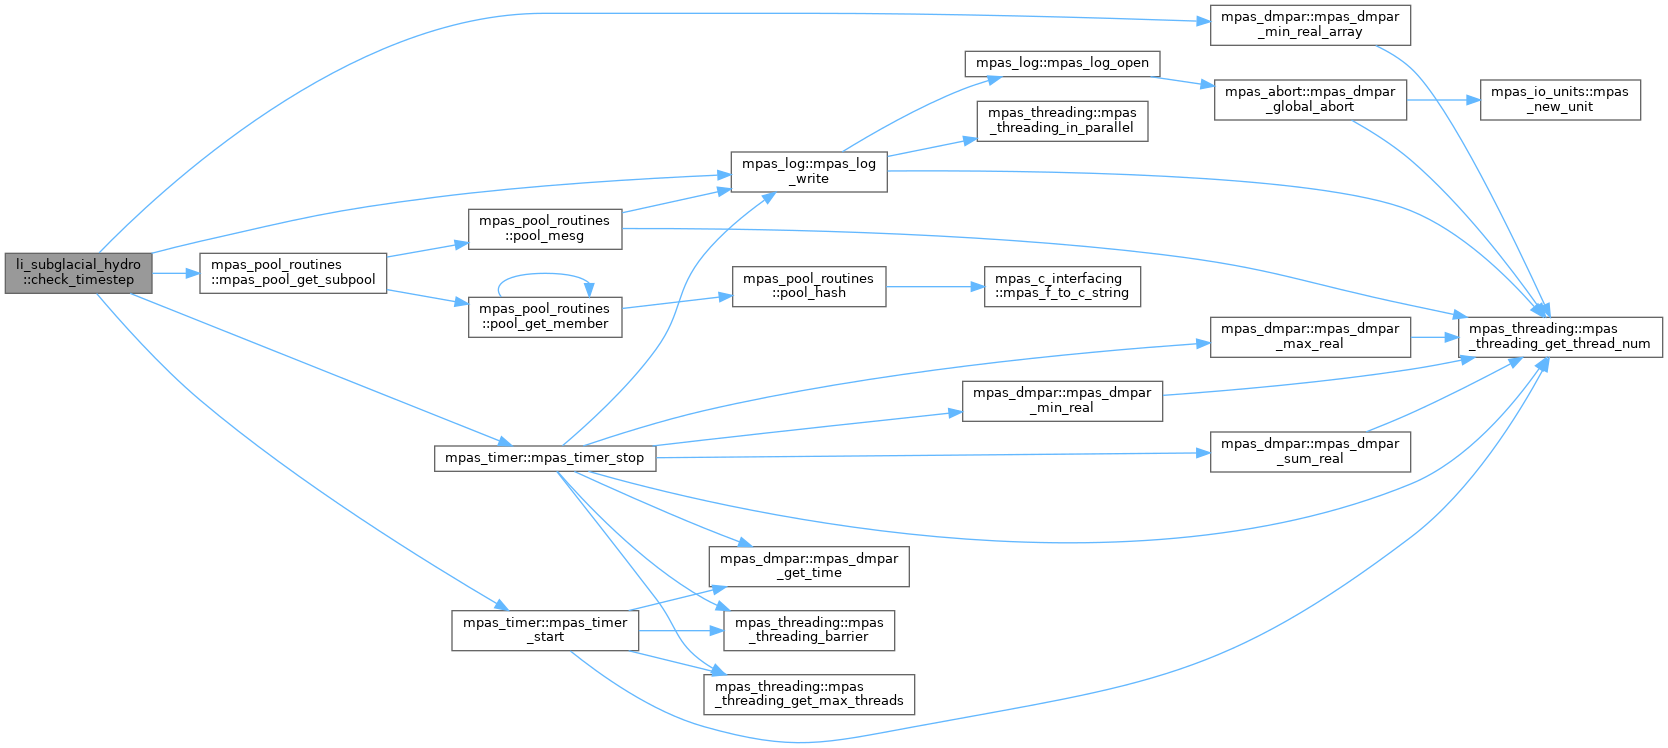 mpas_dmpar::mpas_dmpar
_min_real_array
mpas_log::mpas_log_open
mpas_abort::mpas_dmpar
_global_abort
mpas_io_units::mpas
_new_unit
mpas_threading::mpas
_threading_in_parallel
mpas_log::mpas_log
_write
mpas_pool_routines
::pool_mesg
li_subglacial_hydro
::check_timestep
mpas_pool_routines
::mpas_pool_get_subpool
mpas_pool_routines
::pool_get_member
mpas_pool_routines
::pool_hash
mpas_c_interfacing
::mpas_f_to_c_string
mpas_dmpar::mpas_dmpar
_max_real
mpas_threading::mpas
_threading_get_thread_num
mpas_dmpar::mpas_dmpar
_min_real
mpas_timer::mpas_timer_stop
mpas_dmpar::mpas_dmpar
_sum_real
mpas_dmpar::mpas_dmpar
_get_time
mpas_timer::mpas_timer
_start
mpas_threading::mpas
_threading_barrier
mpas_threading::mpas
_threading_get_max_threads